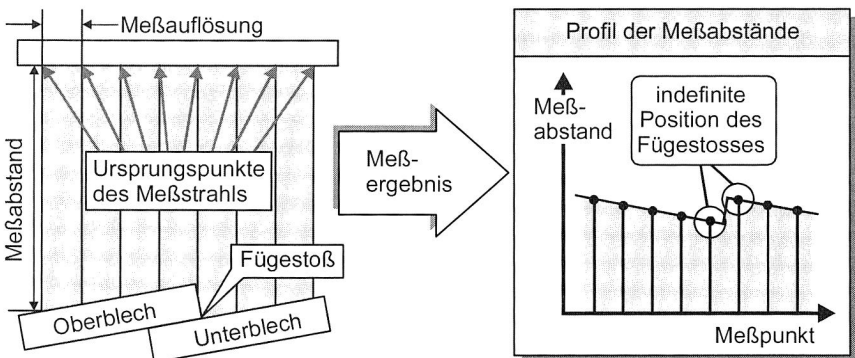 Meßauflösung
Meßabstand
Ursprungspunkte
des Meßstrahls
Fügestoß
Oberblech
Unterblech
Meß-
ergebnis
Profil der Meßabstände
Meß-
abstand
indefinite
Position des
Fügestosses
Meßpunkt